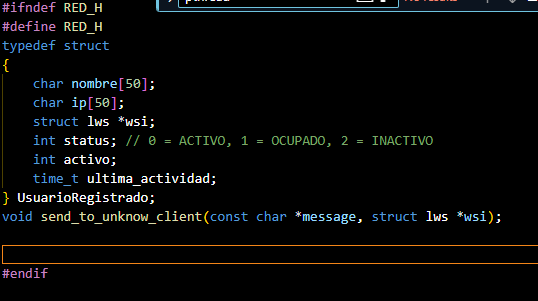 #ifndef RED_H
#define RED_H
typedef struct
{
    char nombre[50];
    char ip[50];
    struct lws *wsi;
    int status; // 0 = ACTIVO, 1 = OCUPADO, 2 = INACTIVO
    int activo;
    time_t ultima_actividad;
} UsuarioRegistrado;
void send_to_unknow_client(const char *message, struct lws *wsi);
#endif